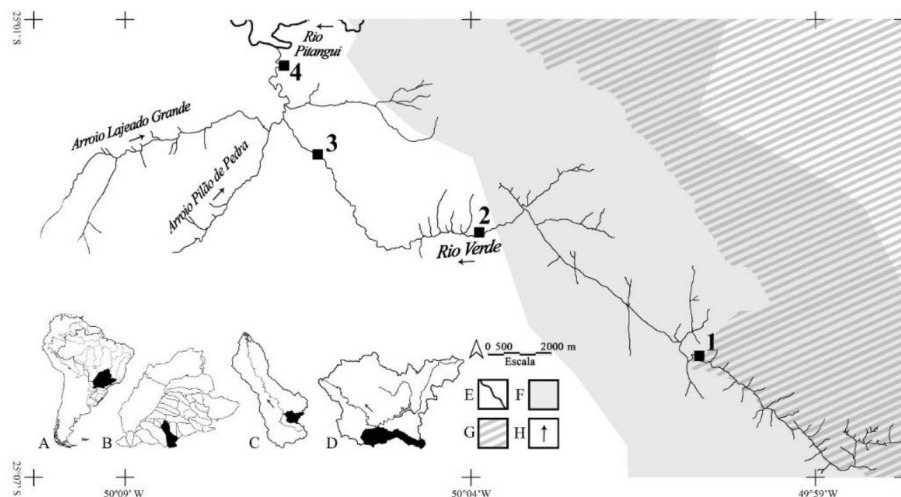 25°01' S
Rio
Pitangui
4
Arroio Lajeado Grande
3
Arroio Pilão de Pedra
2
Rio Verde
1
0 500 2000 m
Escala
E
F
A
B
C
D
G
H
25°07' S
50°09' W
50°04' W
49°59' W